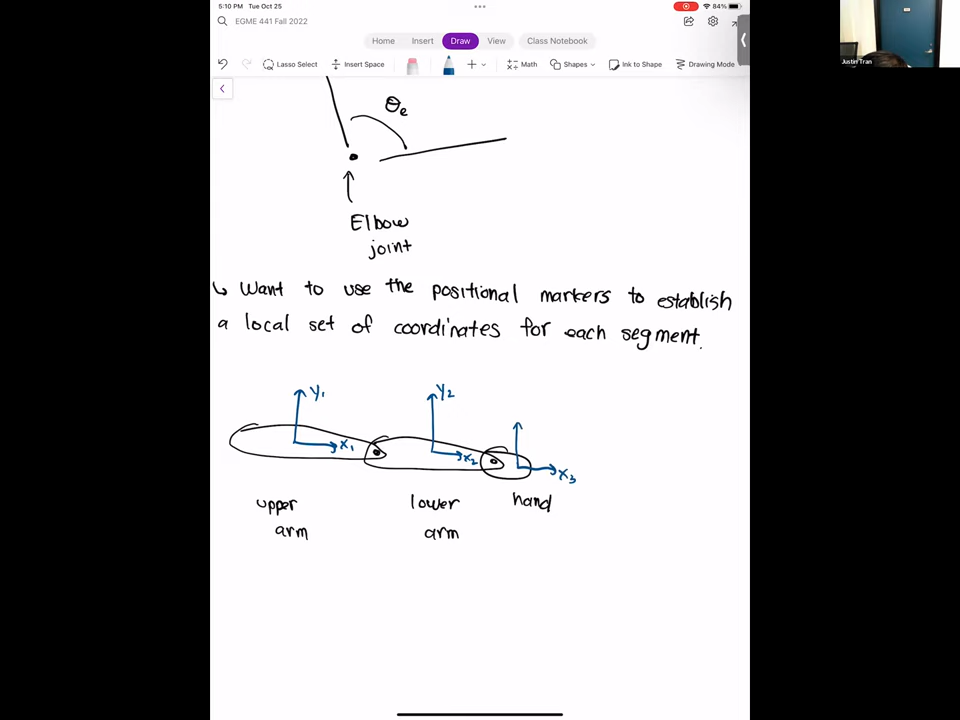 5:10 PM Tue Oct 25
84%
EGME 441 Fall 2022
Home Insert Draw View Class Notebook
Lasso Select Insert Space Math Shapes Ink to Shape Drawing Mode
Justin Tran
θe
Elbow
joint
↳ Want to use the positional markers to establish
a local set of coordinates for each segment.
y1 y2
x1 x2 x3
upper lower hand
arm arm